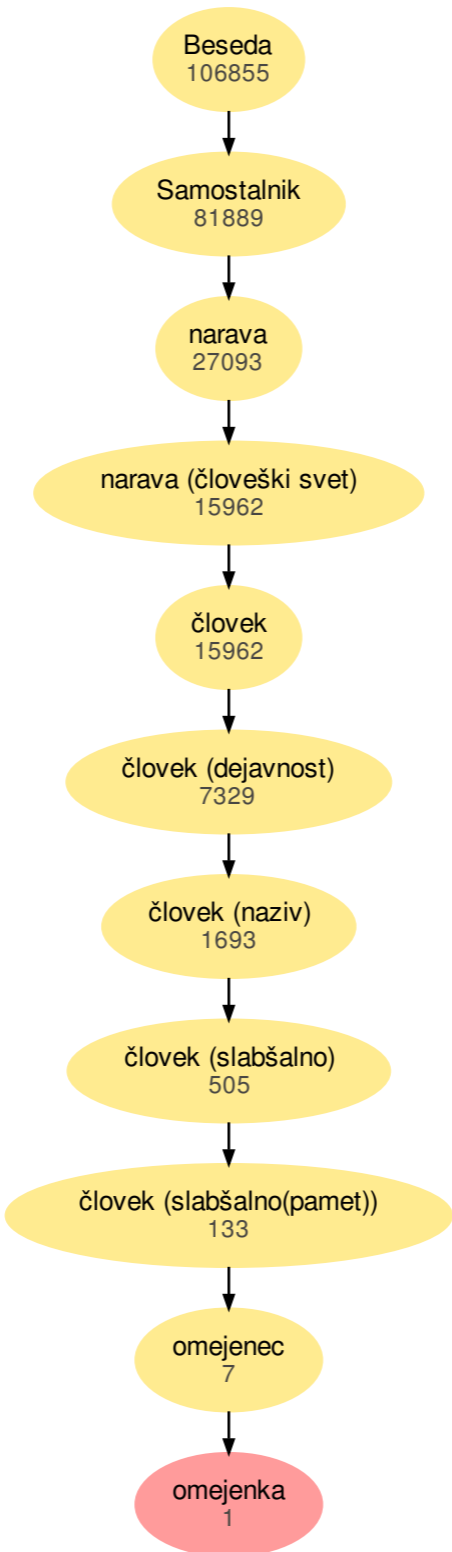 Beseda
106855
Samostalnik
81889
narava
27093
narava (človeški svet)
15962
človek
15962
človek (dejavnost)
7329
človek (naziv)
1693
človek (slabšalno)
505
človek (slabšalno(pamet))
133
omejenec
7
omejenka
1